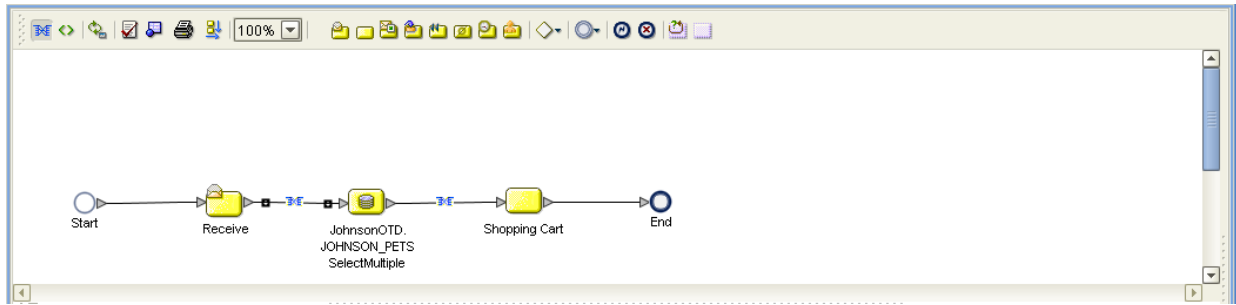 100%
Start
Receive
JohnsonOTD.
JOHNSON_PETS
SelectMultiple
Shopping Cart
End